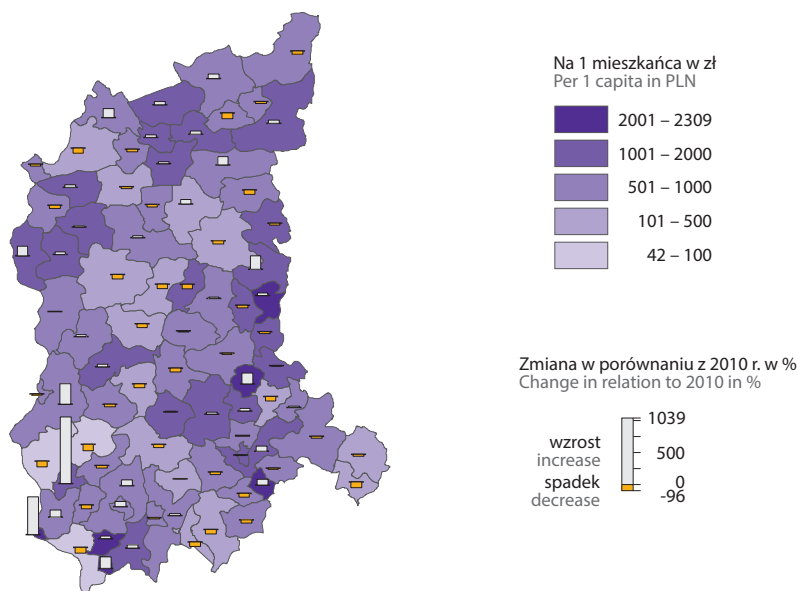 Na 1 mieszkańca w zł
Per 1 capita in PLN
2001 – 2309
1001 – 2000
501 – 1000
101 – 500
42 – 100
Zmiana w porównaniu z 2010 r. w %
Change in relation to 2010 in %
1039
wzrost
increase
500
spadek
decrease
0
-96